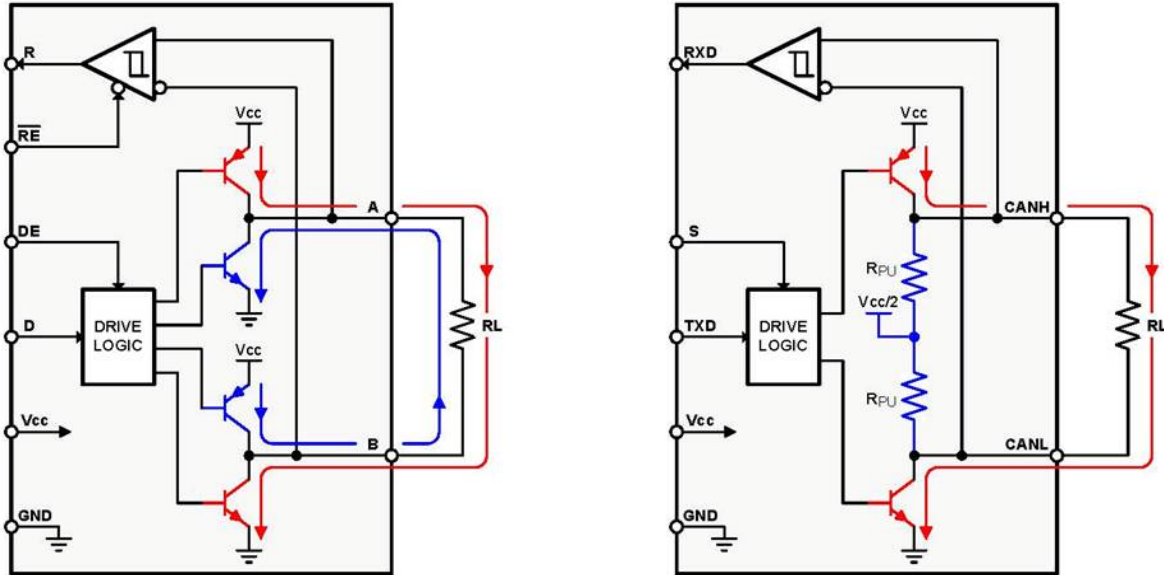 R
RE
Vcc
DE
A
D
DRIVE
LOGIC
RL
Vcc
Vcc
B
GND
RXD
Vcc
S
CANH
RPU
Vcc/2
TXD
DRIVE
LOGIC
RL
RPU
Vcc
CANL
GND